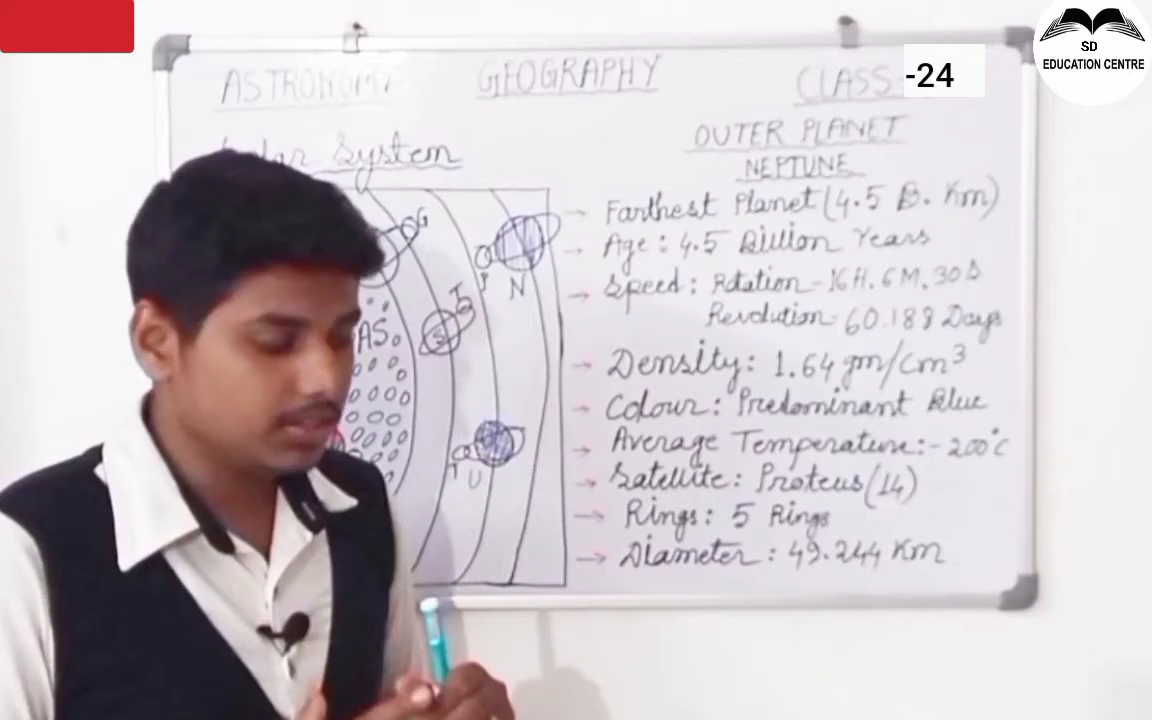 SD
EDUCATION CENTRE
ASTRONOMY GEOGRAPHY CLASS -24
Solar System
OUTER PLANET
NEPTUNE
→ Farthest Planet (4.5 B. Km)
→ Age : 4.5 Billion Years
→ Speed : Rotation - 16H. 6M. 30S
Revolution - 60.188 Days
→ Density : 1.64 gm/cm³
→ Colour : Predominant Blue
→ Average Temperature : - 200°C
→ Satellite : Proteus (14)
→ Rings : 5 Rings
→ Diameter : 49.244 Km
G
P
N
T
S
AS
T
U